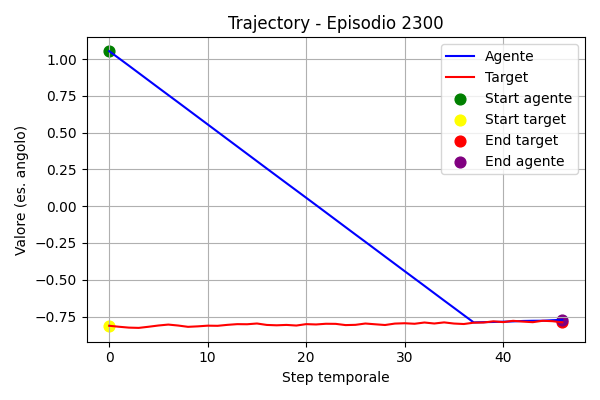 Trajectory - Episodio 2300
Agente
Target
Start agente
Start target
End target
End agente
Valore (es. angolo)
1.00
0.75
0.50
0.25
0.00
−0.25
−0.50
−0.75
0
10
20
30
40
Step temporale